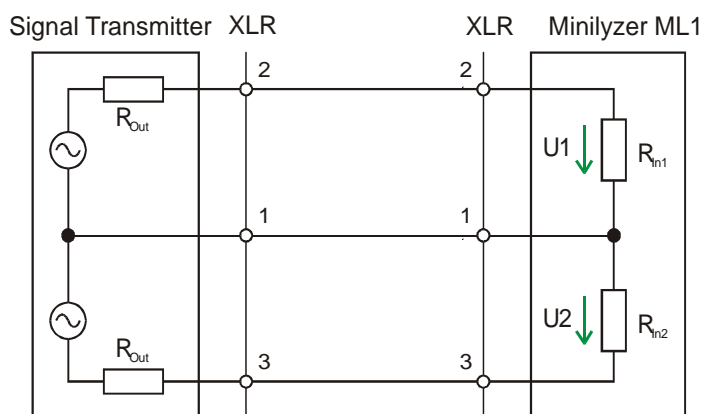 Signal Transmitter XLR XLR Minilyzer ML1
2 2
ROut
U1 RIn1
1 1
U2 RIn2
ROut
3 3